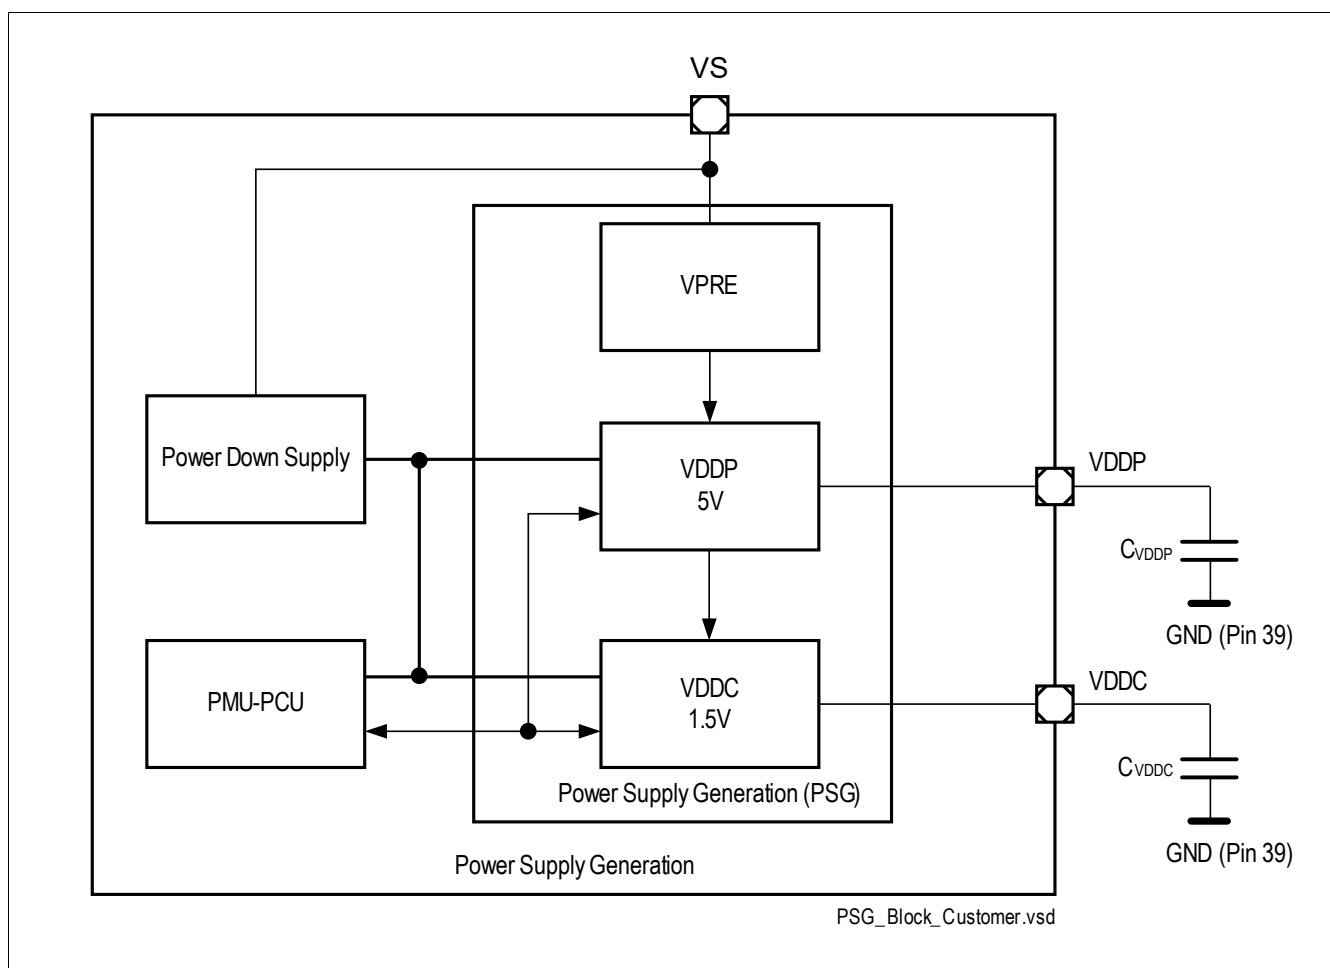 VS
VPRE
Power Down Supply
VDDP
5V
VDDP
CVDDP
GND (Pin 39)
PMU-PCU
VDDC
1.5V
VDDC
CVDDC
GND (Pin 39)
Power Supply Generation (PSG)
Power Supply Generation
PSG_Block_Customer.vsd